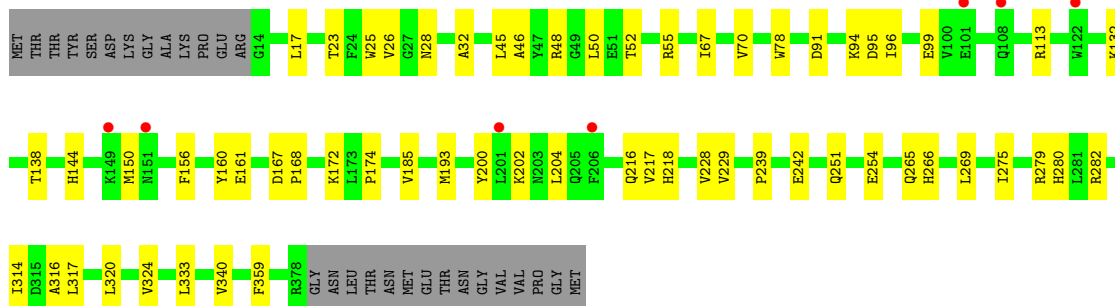 MET THR THR TYR SER ASP LYS GLY ALA LYS PRO GLU ARG G14 L17 T23 F24 W25 V26 G27 N28 A32 L45 A46 Y47 R48 G49 L50 E51 T52 R55 I67 V70 W78 D91 K94 D95 I96 E99 V100 E101 Q108 R113 W122 K132
T138 H144 K149 M150 N151 F156 Y160 E161 D167 P168 K172 L173 P174 V185 M193 Y200 L201 K202 N203 L204 Q205 F206 Q216 V217 H218 V228 V229 P239 E242 Q251 E254 Q265 H266 L269 I275 R279 H280 L281 R282
I314 D315 A316 L317 L320 V324 L333 V340 F359 R378 GLY ASN LEU THR ASN MET GLU THR ASN GLY VAL VAL PRO GLY MET